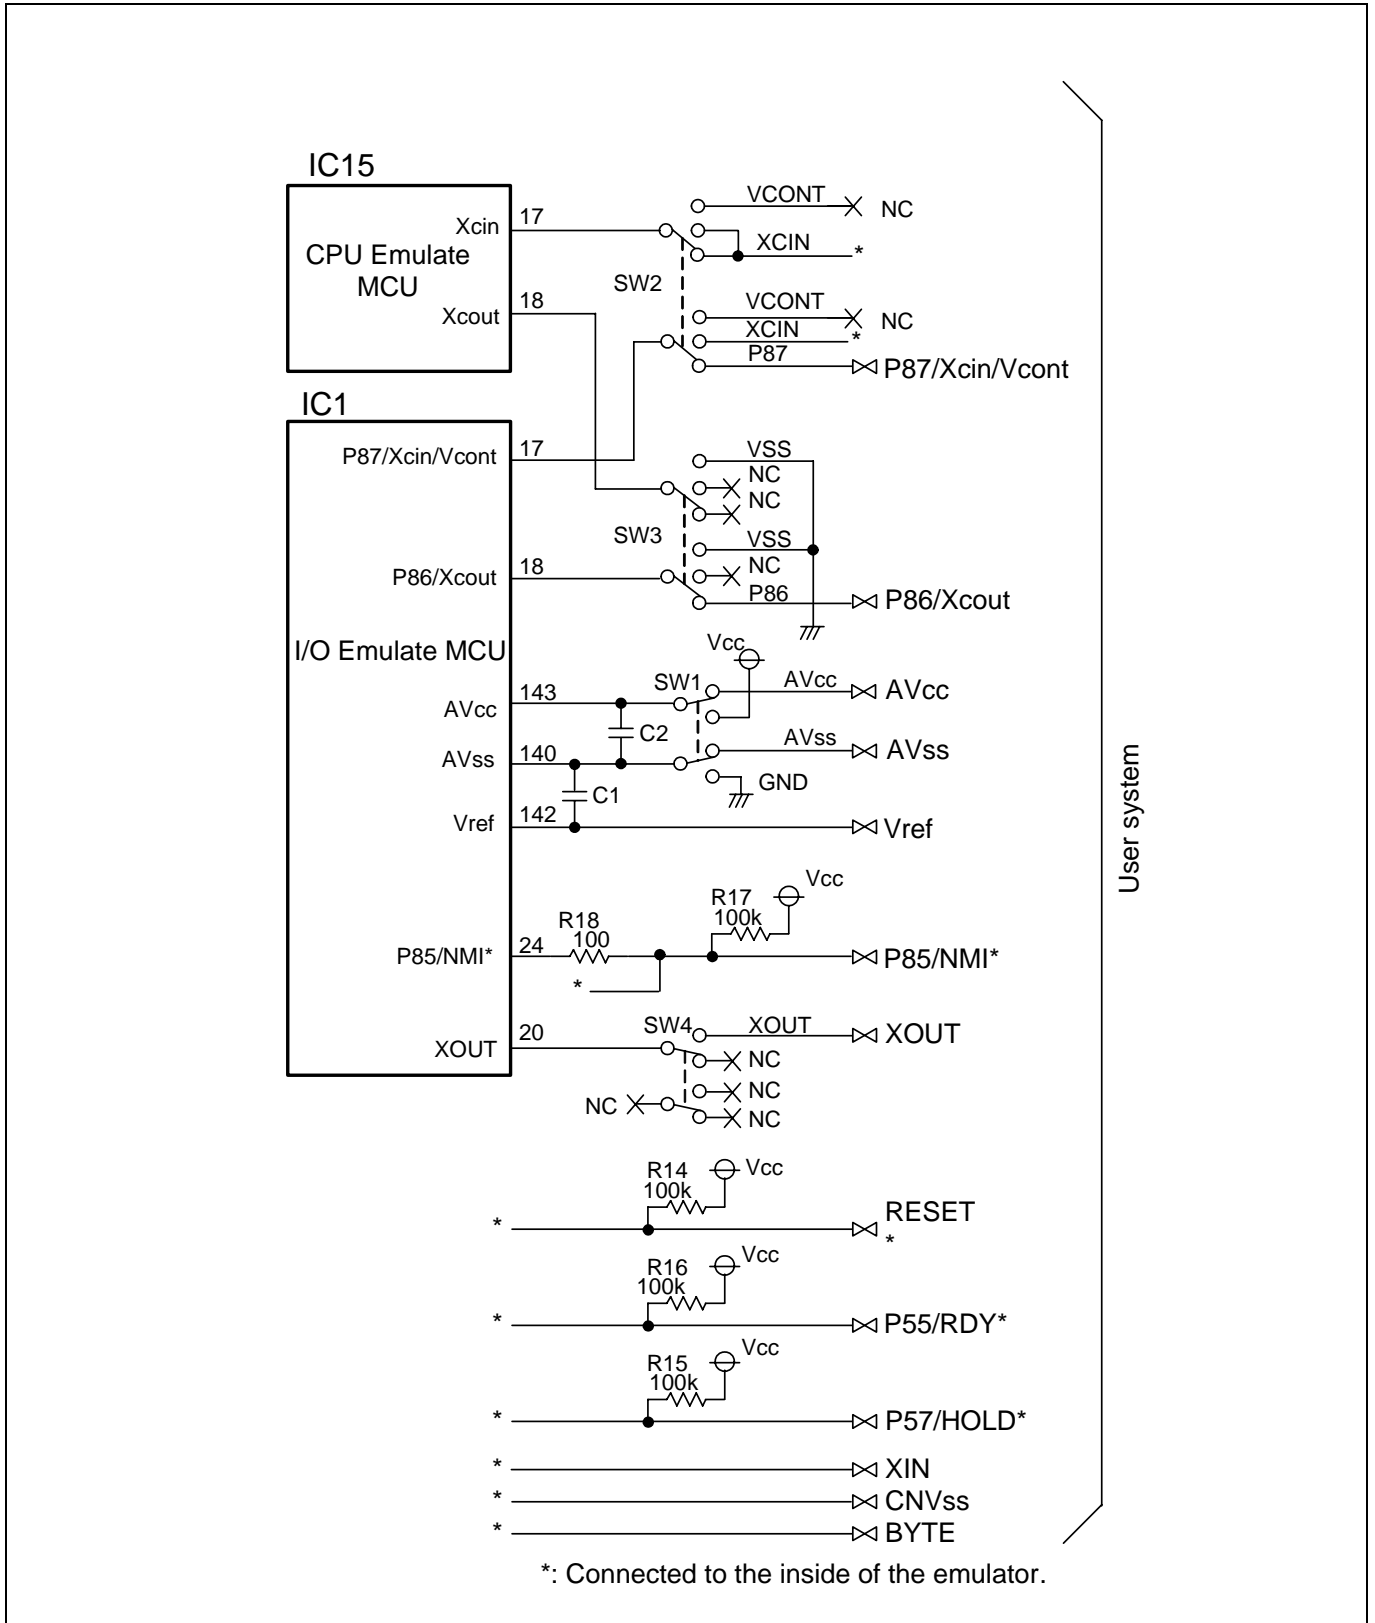 IC15
CPU Emulate
MCU
Xcin
17
Xcout
18
SW2
VCONT
NC
XCIN
*
VCONT
NC
XCIN
*
P87
P87/Xcin/Vcont
IC1
I/O Emulate MCU
P87/Xcin/Vcont
17
SW3
VSS
NC
NC
VSS
NC
P86/Xcout
18
P86
P86/Xcout
Vcc
SW1
AVcc
143
AVcc
AVcc
C2
AVss
140
AVss
AVss
GND
C1
Vref
142
Vref
Vcc
R17
100k
R18
100
P85/NMI*
24
P85/NMI*
*
XOUT
20
SW4
XOUT
XOUT
NC
NC
NC
NC
R14
100k
Vcc
*
RESET
*
R16
100k
Vcc
*
P55/RDY*
R15
100k
Vcc
*
P57/HOLD*
*
XIN
*
CNVss
*
BYTE
User system
*: Connected to the inside of the emulator.